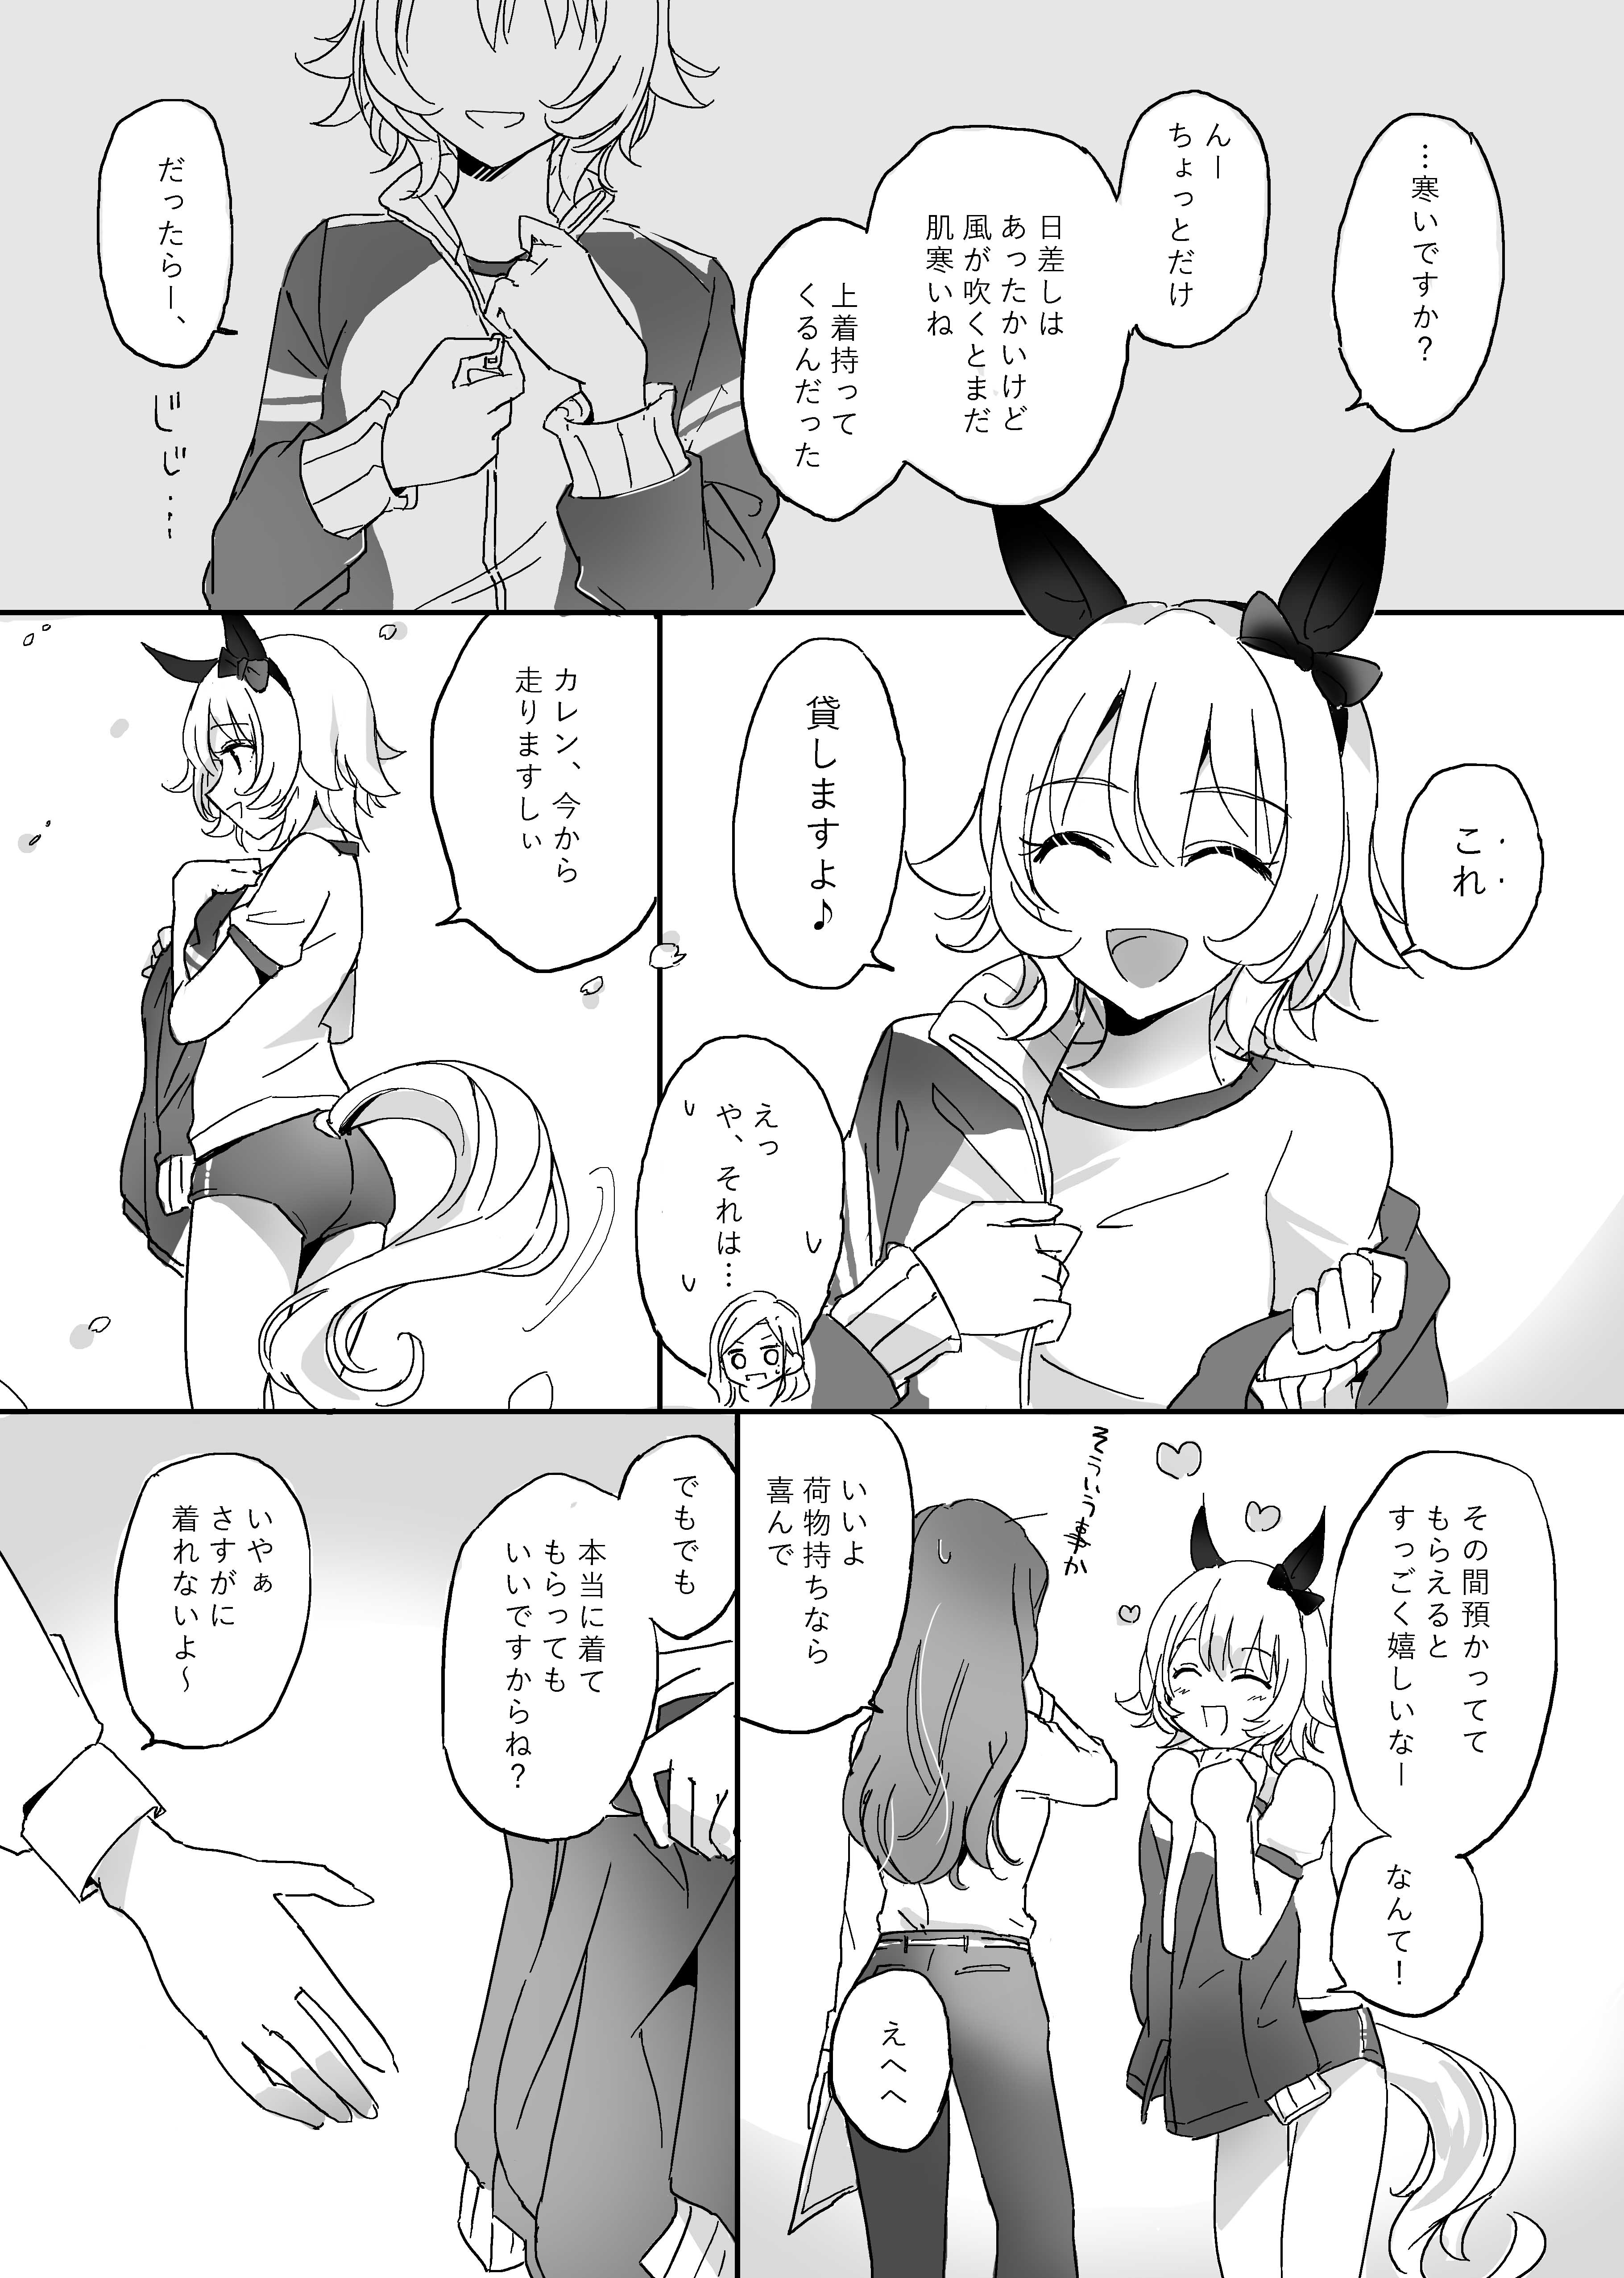 …寒いですか？
んー
ちょっとだけ
日差しは
あったかいけど
風が吹くとまだ
肌寒いね
上着持って
くるんだった
だったらー、
じじ…
これ
貸しますよ♪
えっ
や、それは…
カレン、今から
走りますしぃ
その間預かってて
もらえると
すっごく嬉しいなー
なんて！
そういう事か
いいよ
荷物持ちなら
喜んで
えへへ
でもでも
本当に着て
もらっても
いいですからね？
いやぁ
さすがに
着れないよ〜